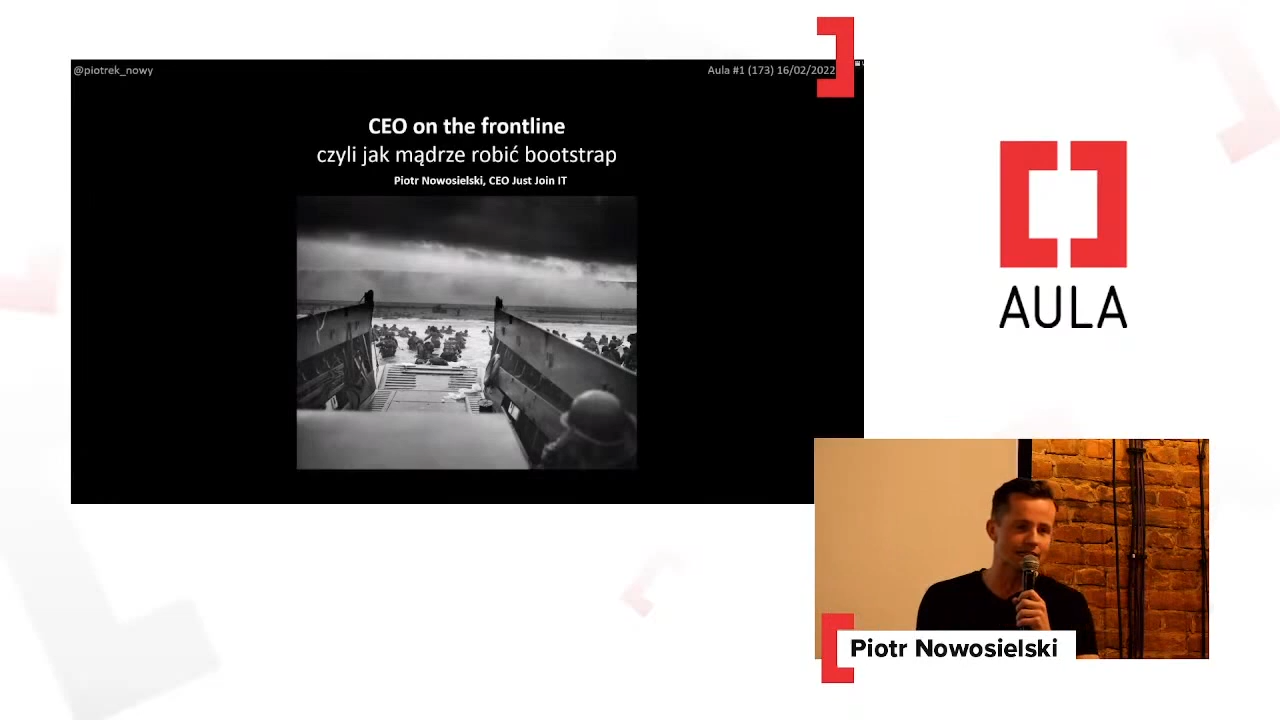 @piotrek_nowy
Aula #1 (173) 16/02/2022
CEO on the frontline
czyli jak mądrze robić bootstrap
Piotr Nowosielski, CEO Just Join IT
AULA
Piotr Nowosielski